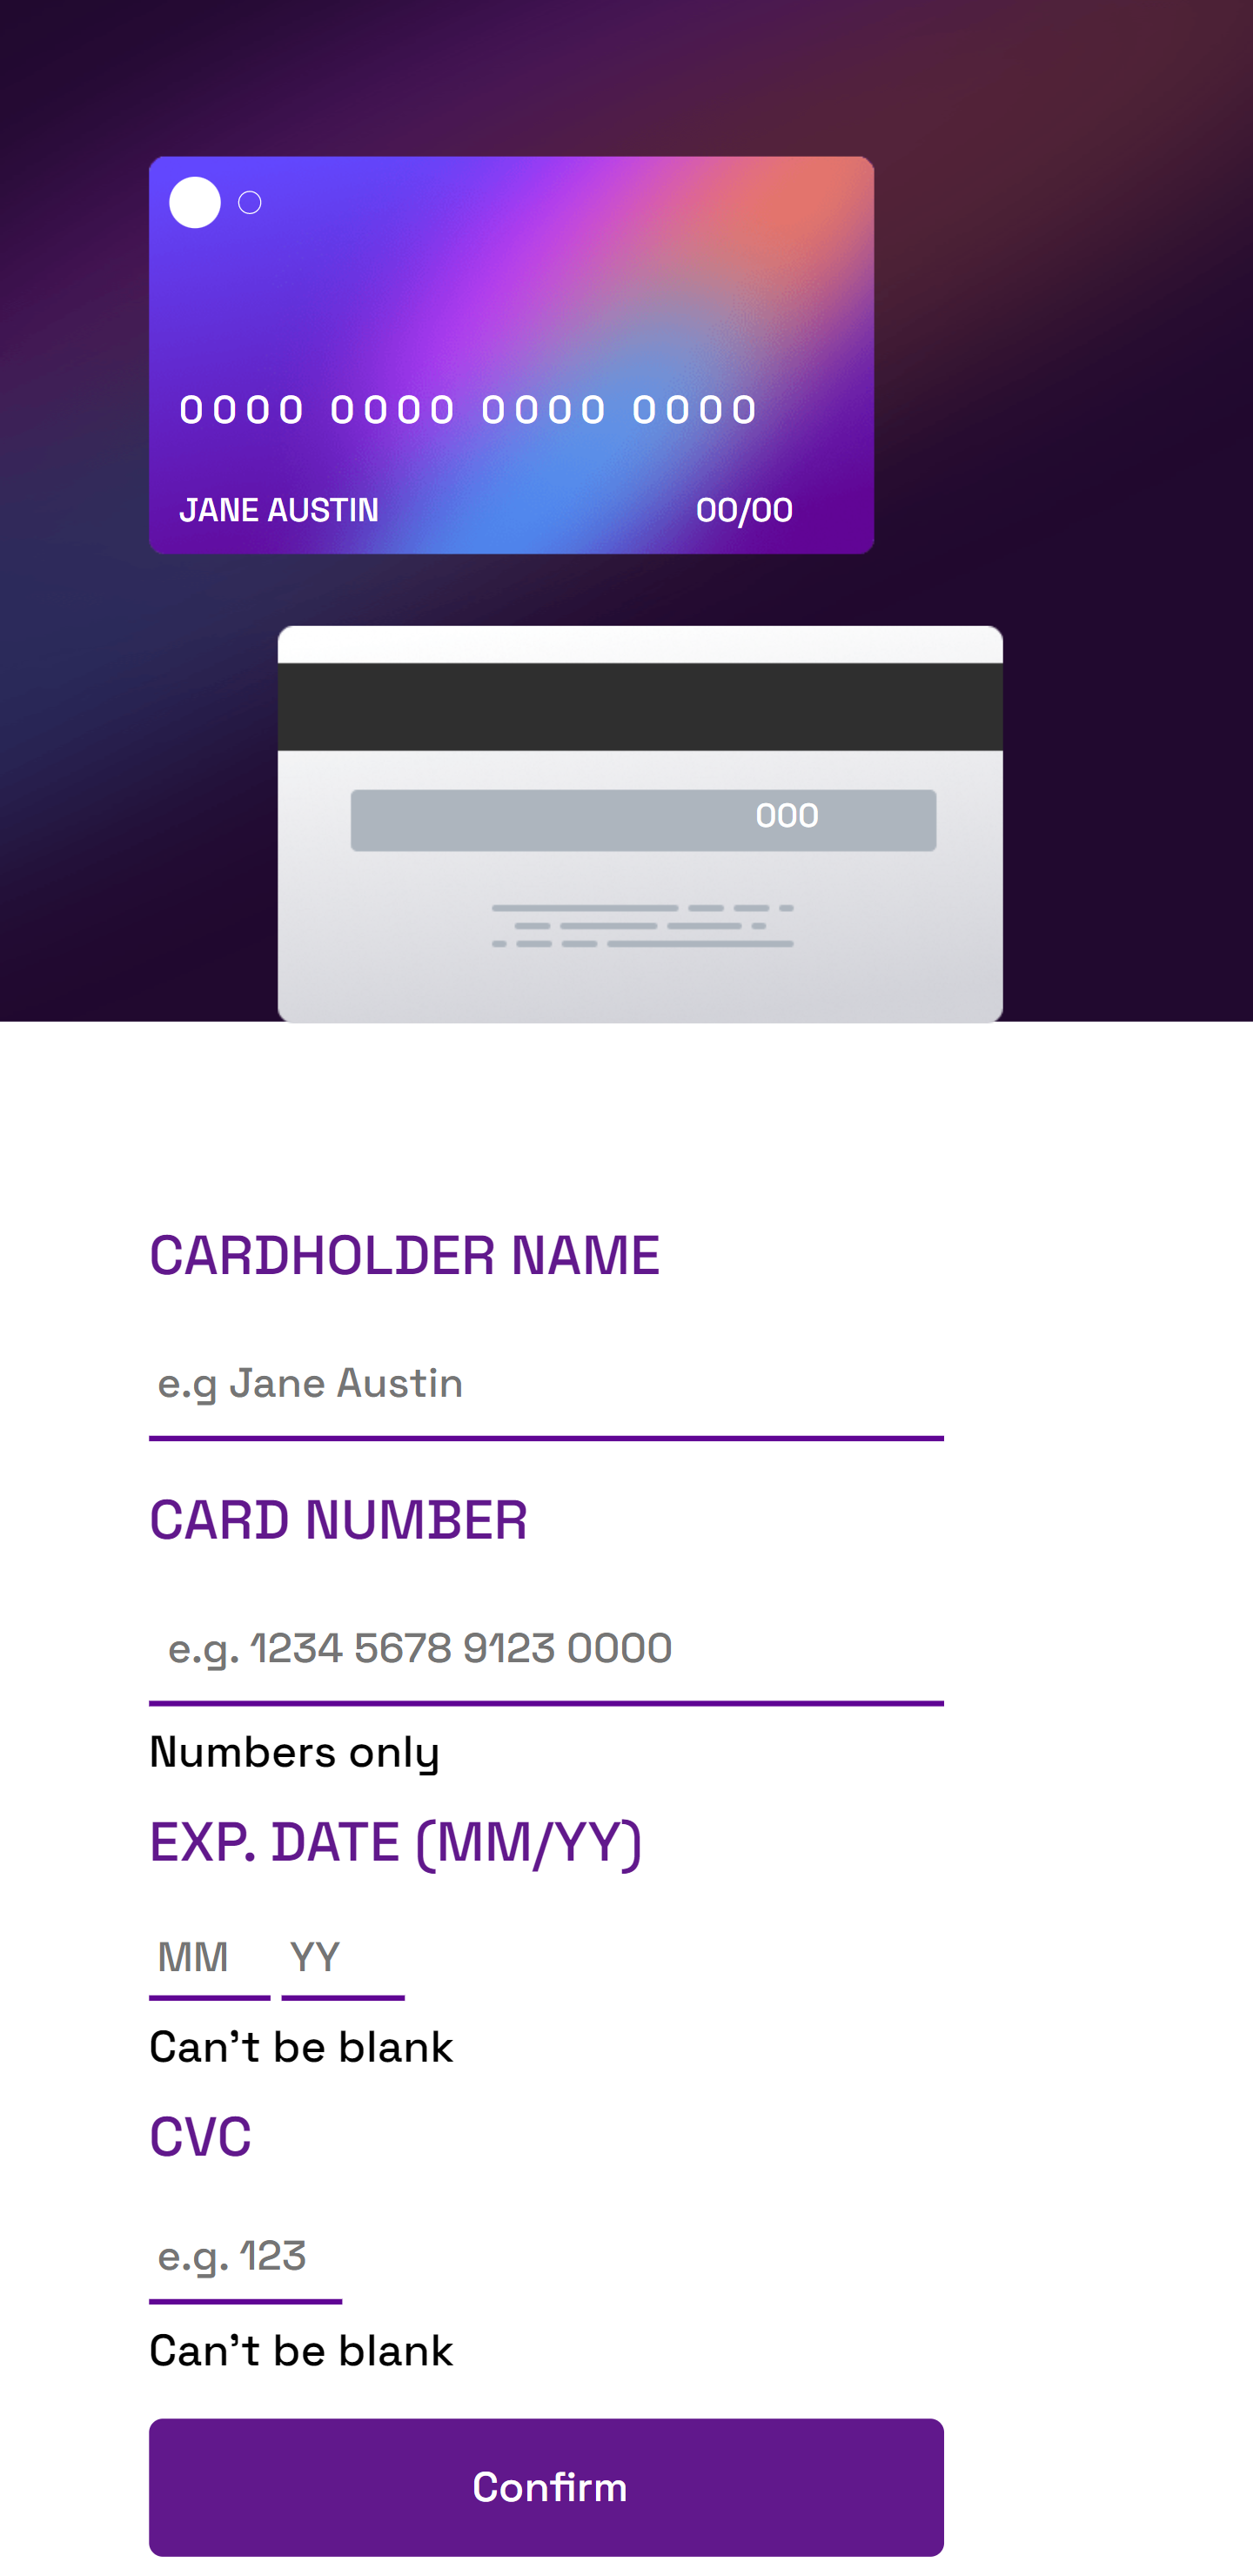 0000 0000 0000 0000
JANE AUSTIN 00/00
000
CARDHOLDER NAME
e.g Jane Austin
CARD NUMBER
e.g. 1234 5678 9123 0000
Numbers only
EXP. DATE (MM/YY)
MM YY
Can't be blank
CVC
e.g. 123
Can't be blank
Confirm